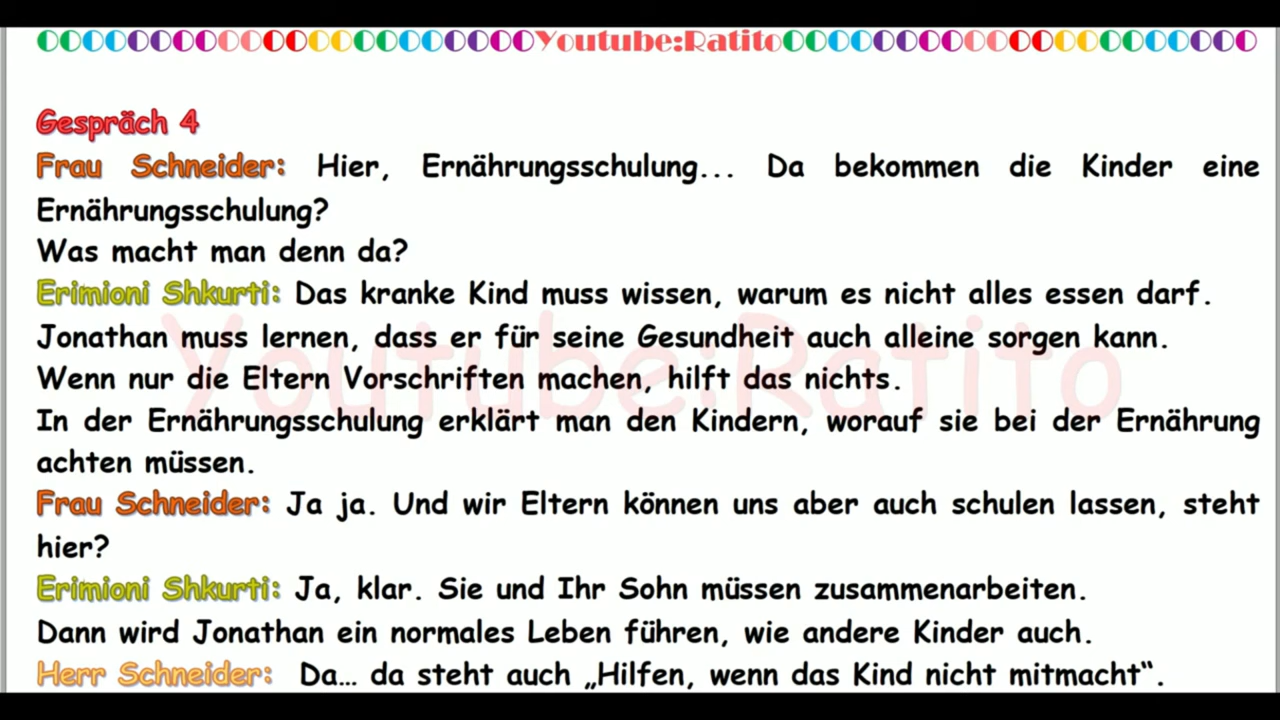 Youtube:Ratito
Gespräch 4
Frau Schneider: Hier, Ernährungsschulung... Da bekommen die Kinder eine
Ernährungsschulung?
Was macht man denn da?
Erimioni Shkurti: Das kranke Kind muss wissen, warum es nicht alles essen darf.
Jonathan muss lernen, dass er für seine Gesundheit auch alleine sorgen kann.
Youtube:Ratito
Wenn nur die Eltern Vorschriften machen, hilft das nichts.
In der Ernährungsschulung erklärt man den Kindern, worauf sie bei der Ernährung
achten müssen.
Frau Schneider: Ja ja. Und wir Eltern können uns aber auch schulen lassen, steht
hier?
Erimioni Shkurti: Ja, klar. Sie und Ihr Sohn müssen zusammenarbeiten.
Dann wird Jonathan ein normales Leben führen, wie andere Kinder auch.
Herr Schneider: Da... da steht auch „Hilfen, wenn das Kind nicht mitmacht“.